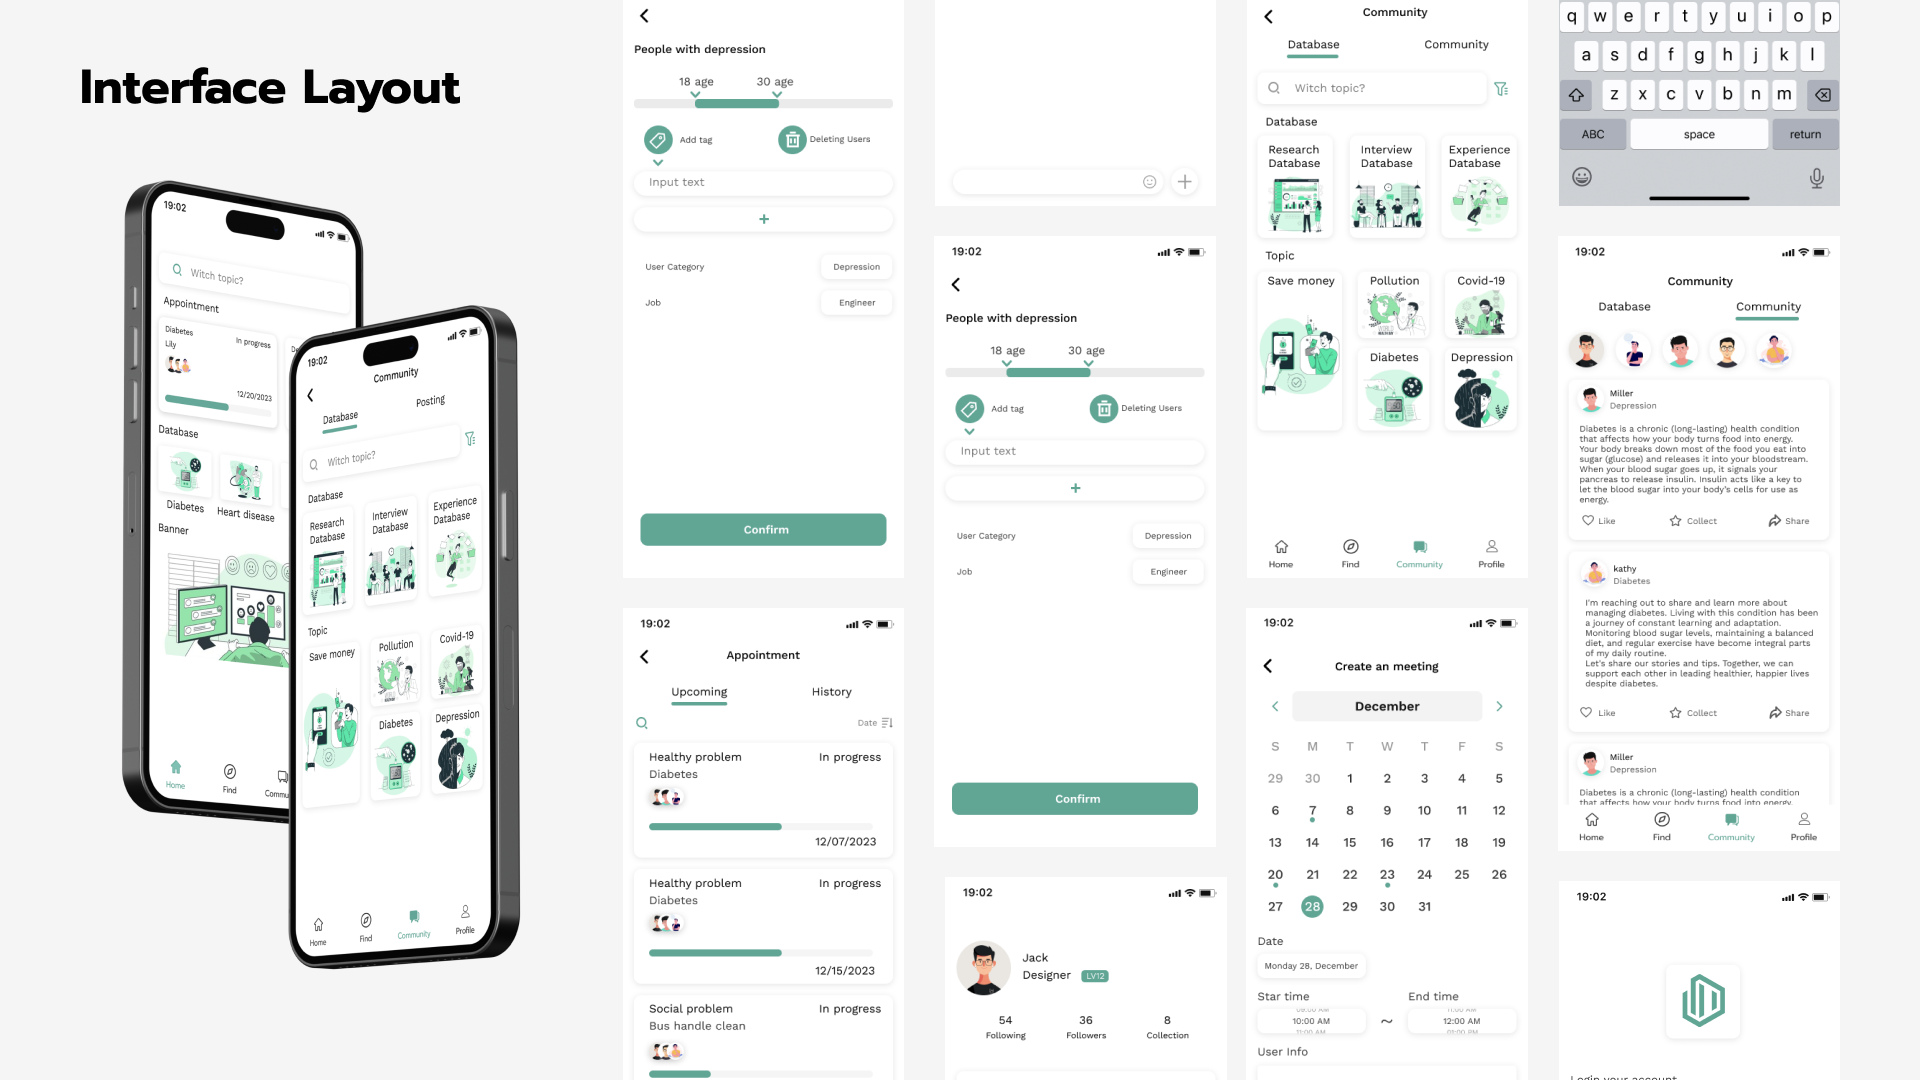 Interface Layout
19:02
Witch topic?
Appointment
Diabetes
Lily
In progress
12/20/2023
Database
Diabetes
Heart disease
Banner
Home
Find
Commu
19:02
Community
Database
Posting
Witch topic?
Database
Research
Database
Interview
Database
Experience
Database
Topic
Save money
Pollution
Covid-19
Diabetes
Depression
Home
Find
Community
Profile
People with depression
18 age
30 age
Add tag
Deleting Users
Input text
+
User Category
Depression
Job
Engineer
Confirm
19:02
Appointment
Upcoming
History
Date
Healthy problem
In progress
Diabetes
12/07/2023
Healthy problem
In progress
Diabetes
12/15/2023
Social problem
In progress
Bus handle clean
19:02
People with depression
18 age
30 age
Add tag
Deleting Users
Input text
+
User Category
Depression
Job
Engineer
Confirm
19:02
Jack
Designer LV12
54
Following
36
Followers
8
Collection
Community
Database
Community
Witch topic?
Database
Research
Database
Interview
Database
Experience
Database
Topic
Save money
Pollution
Covid-19
Diabetes
Depression
Home
Find
Community
Profile
19:02
Create an meeting
December
S M T W T F S
29 30 1 2 3 4 5
6 7 8 9 10 11 12
13 14 15 16 17 18 19
20 21 22 23 24 25 26
27 28 29 30 31
Date
Monday 28, December
Star time
End time
10:00 AM
11:00 AM
~
12:00 AM
01:00 PM
User Info
q w e r t y u i o p
a s d f g h j k l
z x c v b n m
ABC
space
return
19:02
Community
Database
Community
Miller
Depression
Diabetes is a chronic (long-lasting) health condition
that affects how your body turns food into energy.
Your body breaks down most of the food you eat into
sugar (glucose) and releases it into your bloodstream.
When your blood sugar goes up, it signals your
pancreas to release insulin. Insulin acts like a key to
let the blood sugar into your body's cells for use as
energy.
Like
Collect
Share
kathy
Diabetes
I'm reaching out to share and learn more about
managing diabetes. Living with this condition has been
a journey of constant learning and adaptation.
Monitoring blood sugar levels, maintaining a balanced
diet, and regular exercise have become integral parts
of my daily routine.
Let's share our stories and tips. Together, we can
support each other in leading healthier, happier lives
despite diabetes.
Like
Collect
Share
Miller
Depression
Diabetes is a chronic (long-lasting) health condition
that affects how your body turns food into energy.
Home
Find
Community
Profile
19:02
Login your account